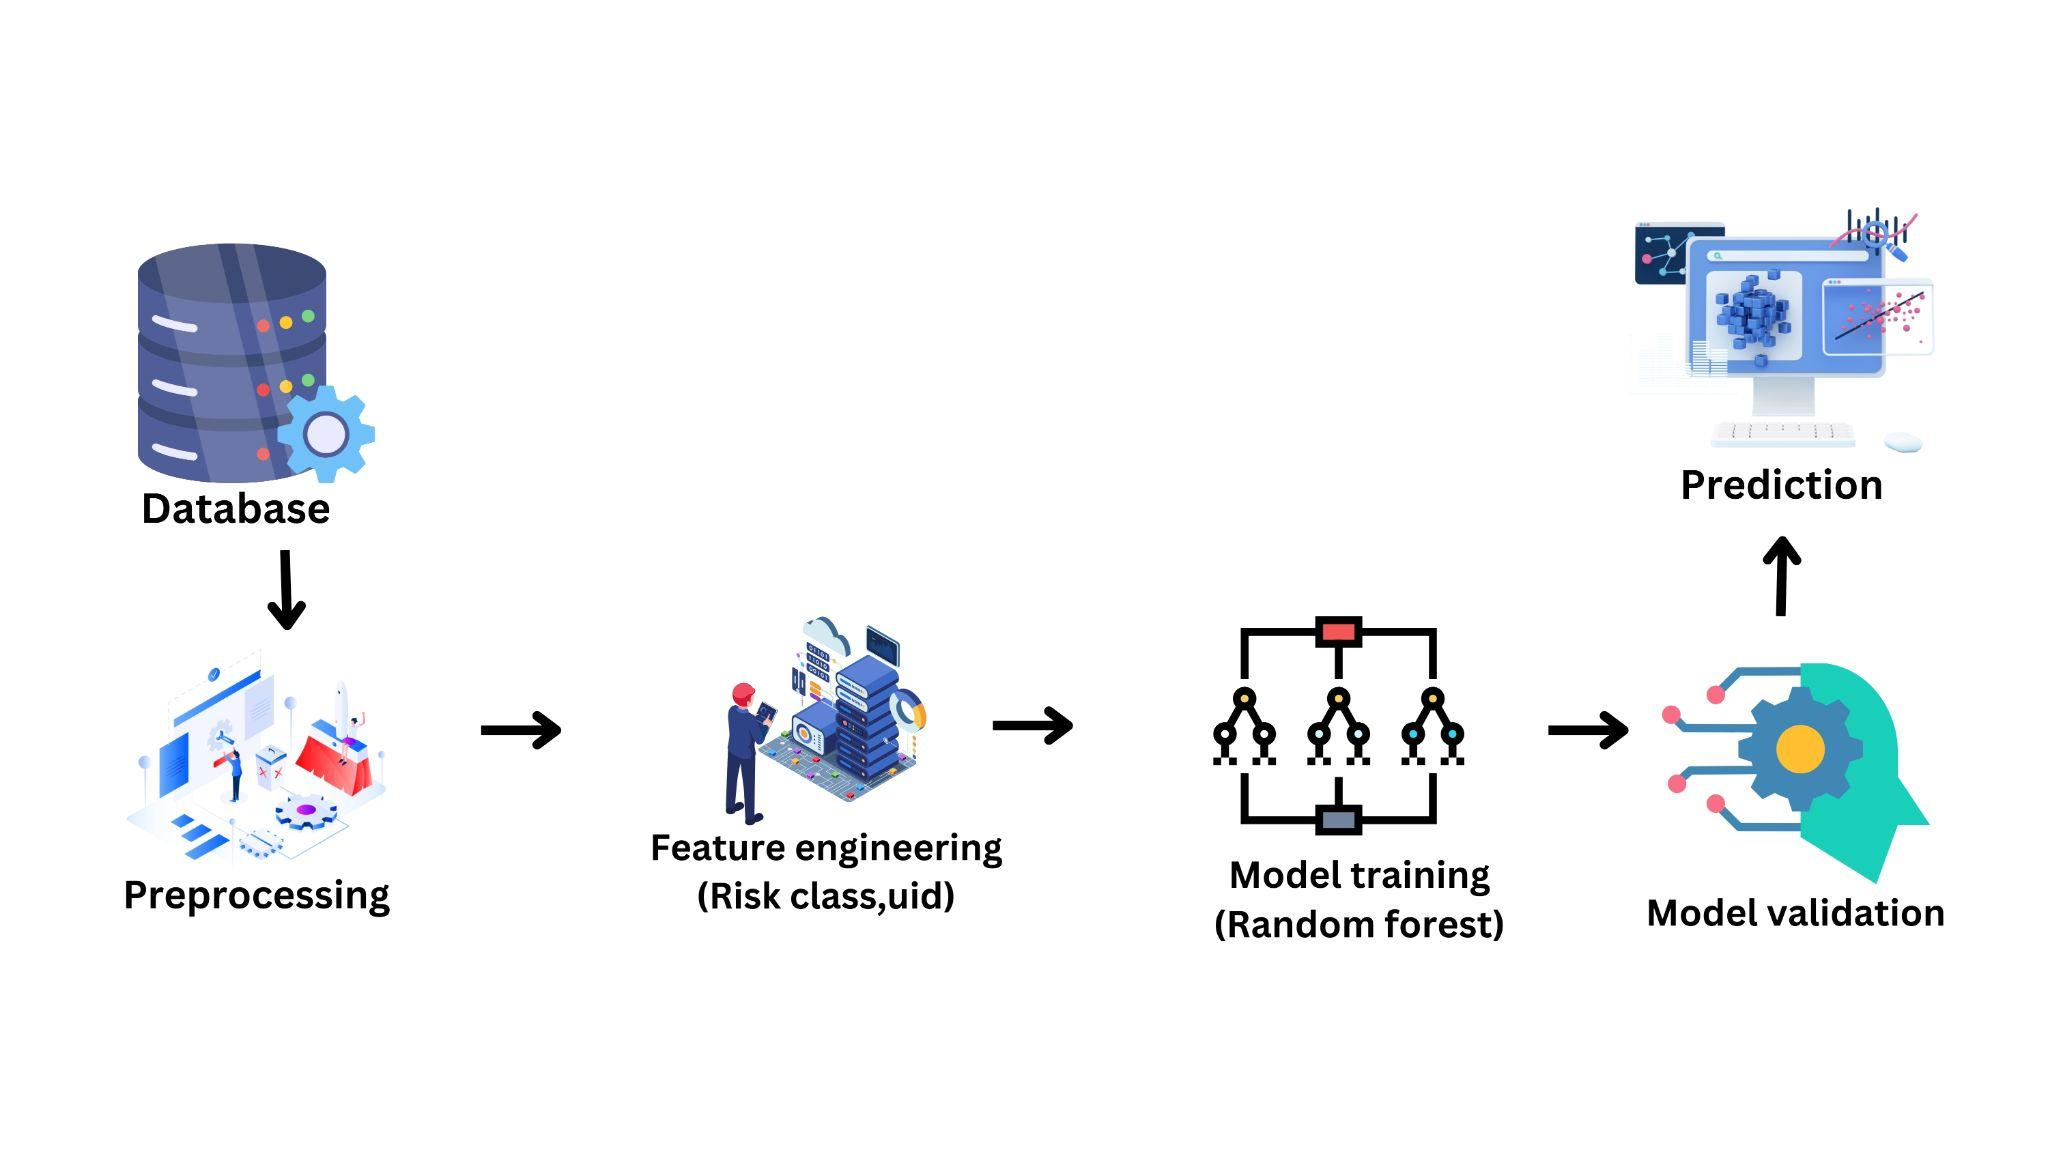 Database
Preprocessing
Feature engineering
(Risk class,uid)
Model training
(Random forest)
Model validation
Prediction